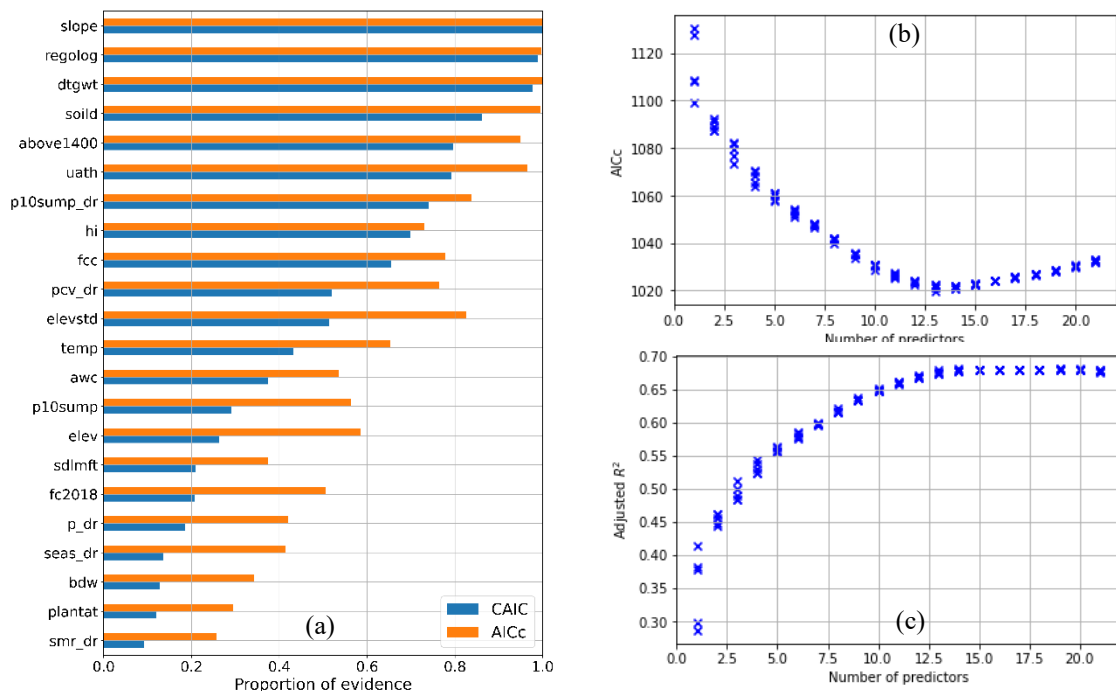 slope
regolog
dtgwt
soild
above1400
uath
p10sump_dr
hi
fcc
pcv_dr
elevstd
temp
awc
p10sump
elev
sdlmft
fc2018
p_dr
seas_dr
bdw
plantat
smr_dr
0.0 0.2 0.4 0.6 0.8 1.0
Proportion of evidence
(a)
CAIC
AICc
(b)
AICc
1120
1100
1080
1060
1040
1020
0.0 2.5 5.0 7.5 10.0 12.5 15.0 17.5 20.0
Number of predictors
(c)
Adjusted R²
0.70
0.65
0.60
0.55
0.50
0.45
0.40
0.35
0.30
0.0 2.5 5.0 7.5 10.0 12.5 15.0 17.5 20.0
Number of predictors